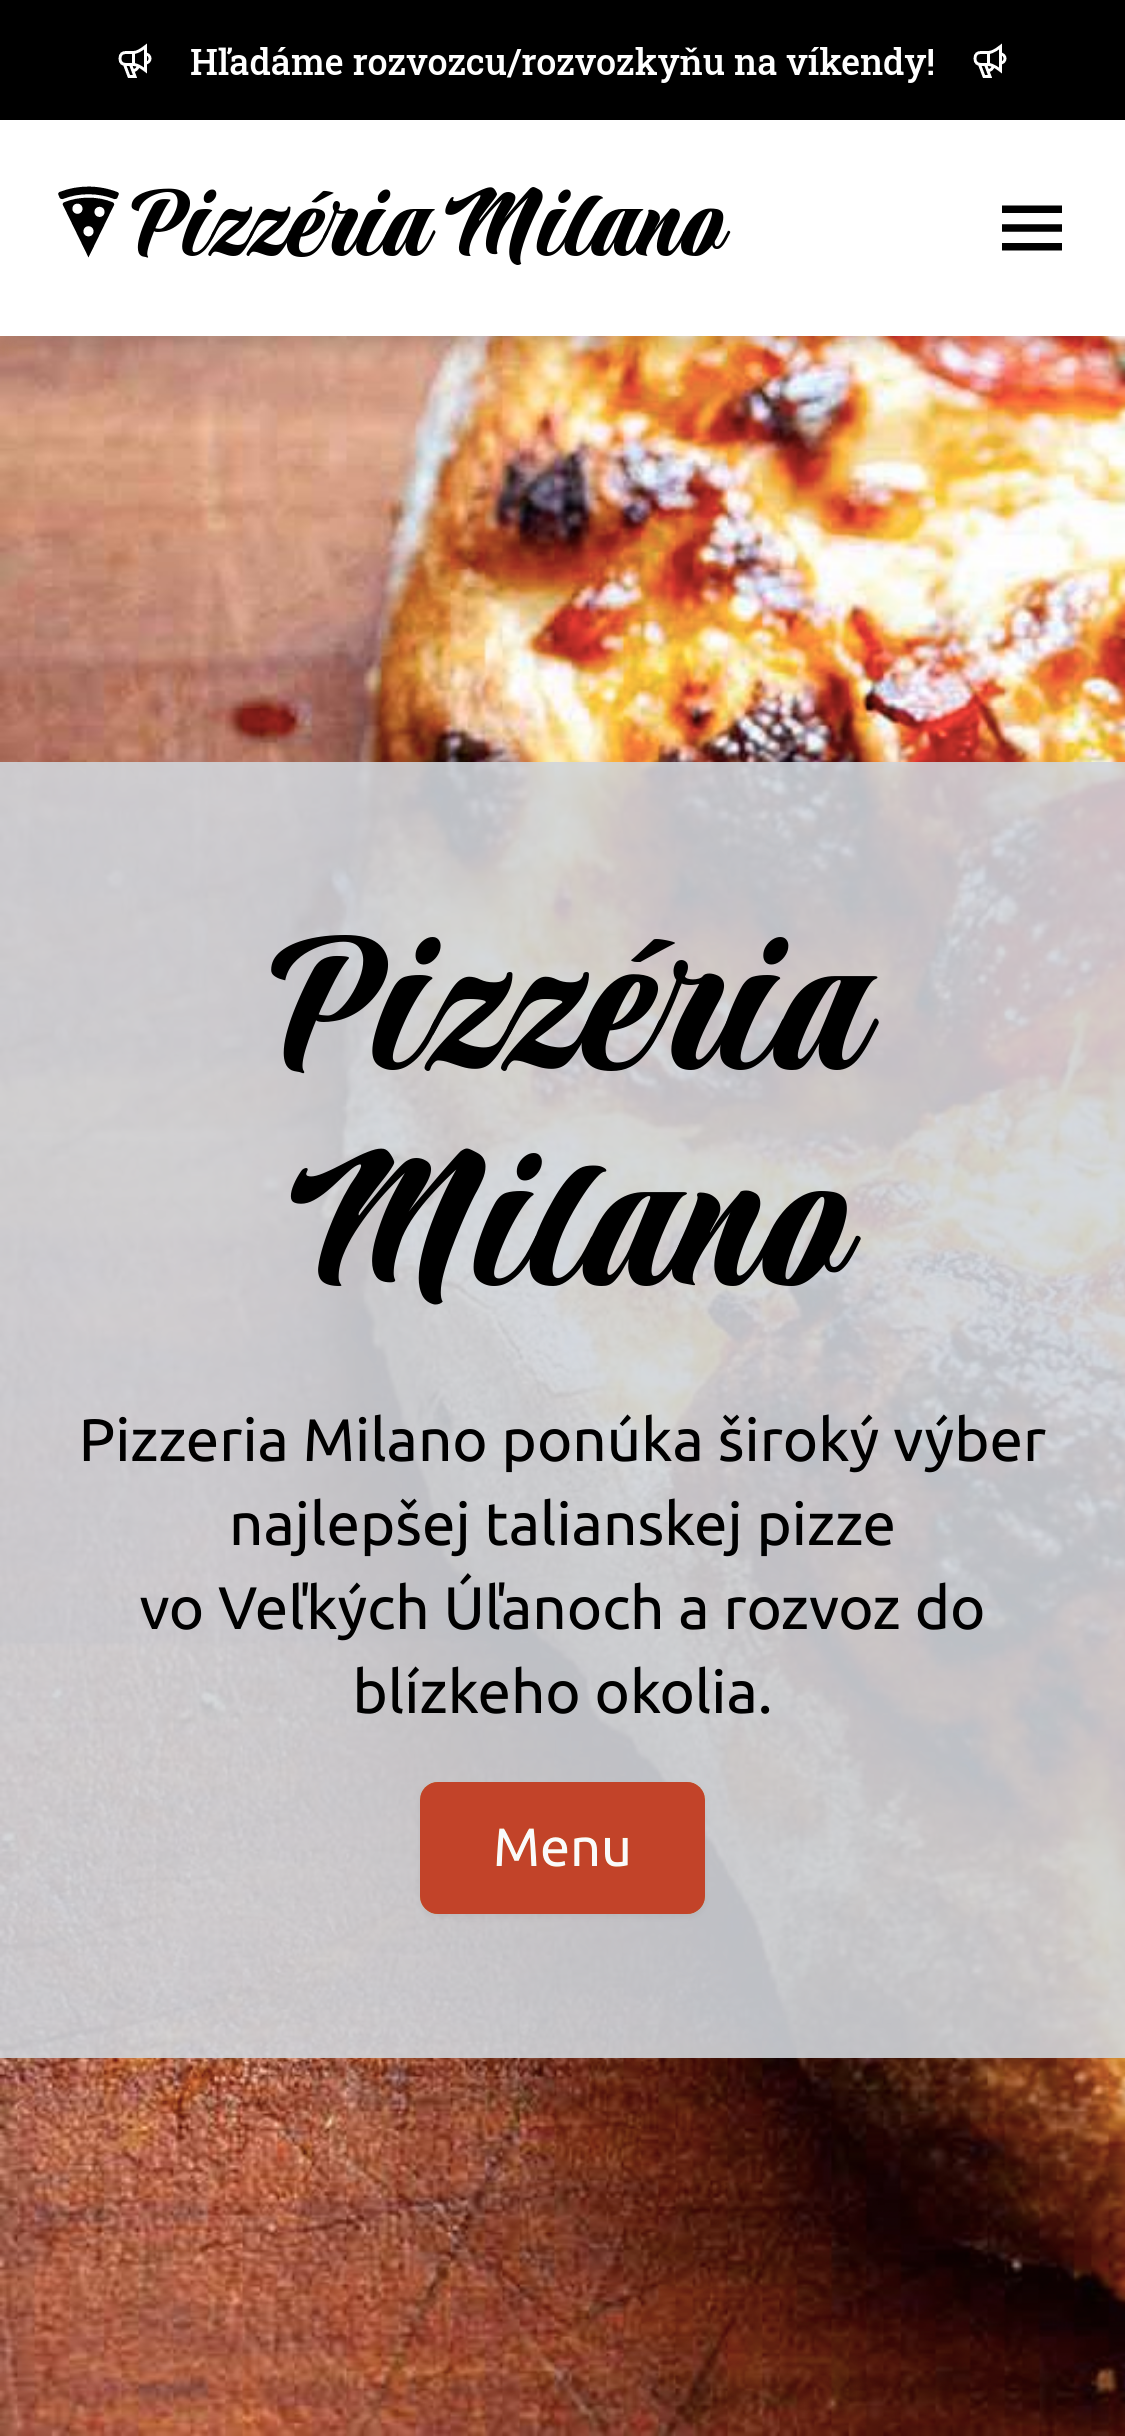 Hľadáme rozvozcu/rozvozkyňu na víkendy!
Pizzéria Milano
Pizzéria
Milano
Pizzeria Milano ponúka široký výber
najlepšej talianskej pizze
vo Veľkých Úľanoch a rozvoz do
blízkeho okolia.
Menu